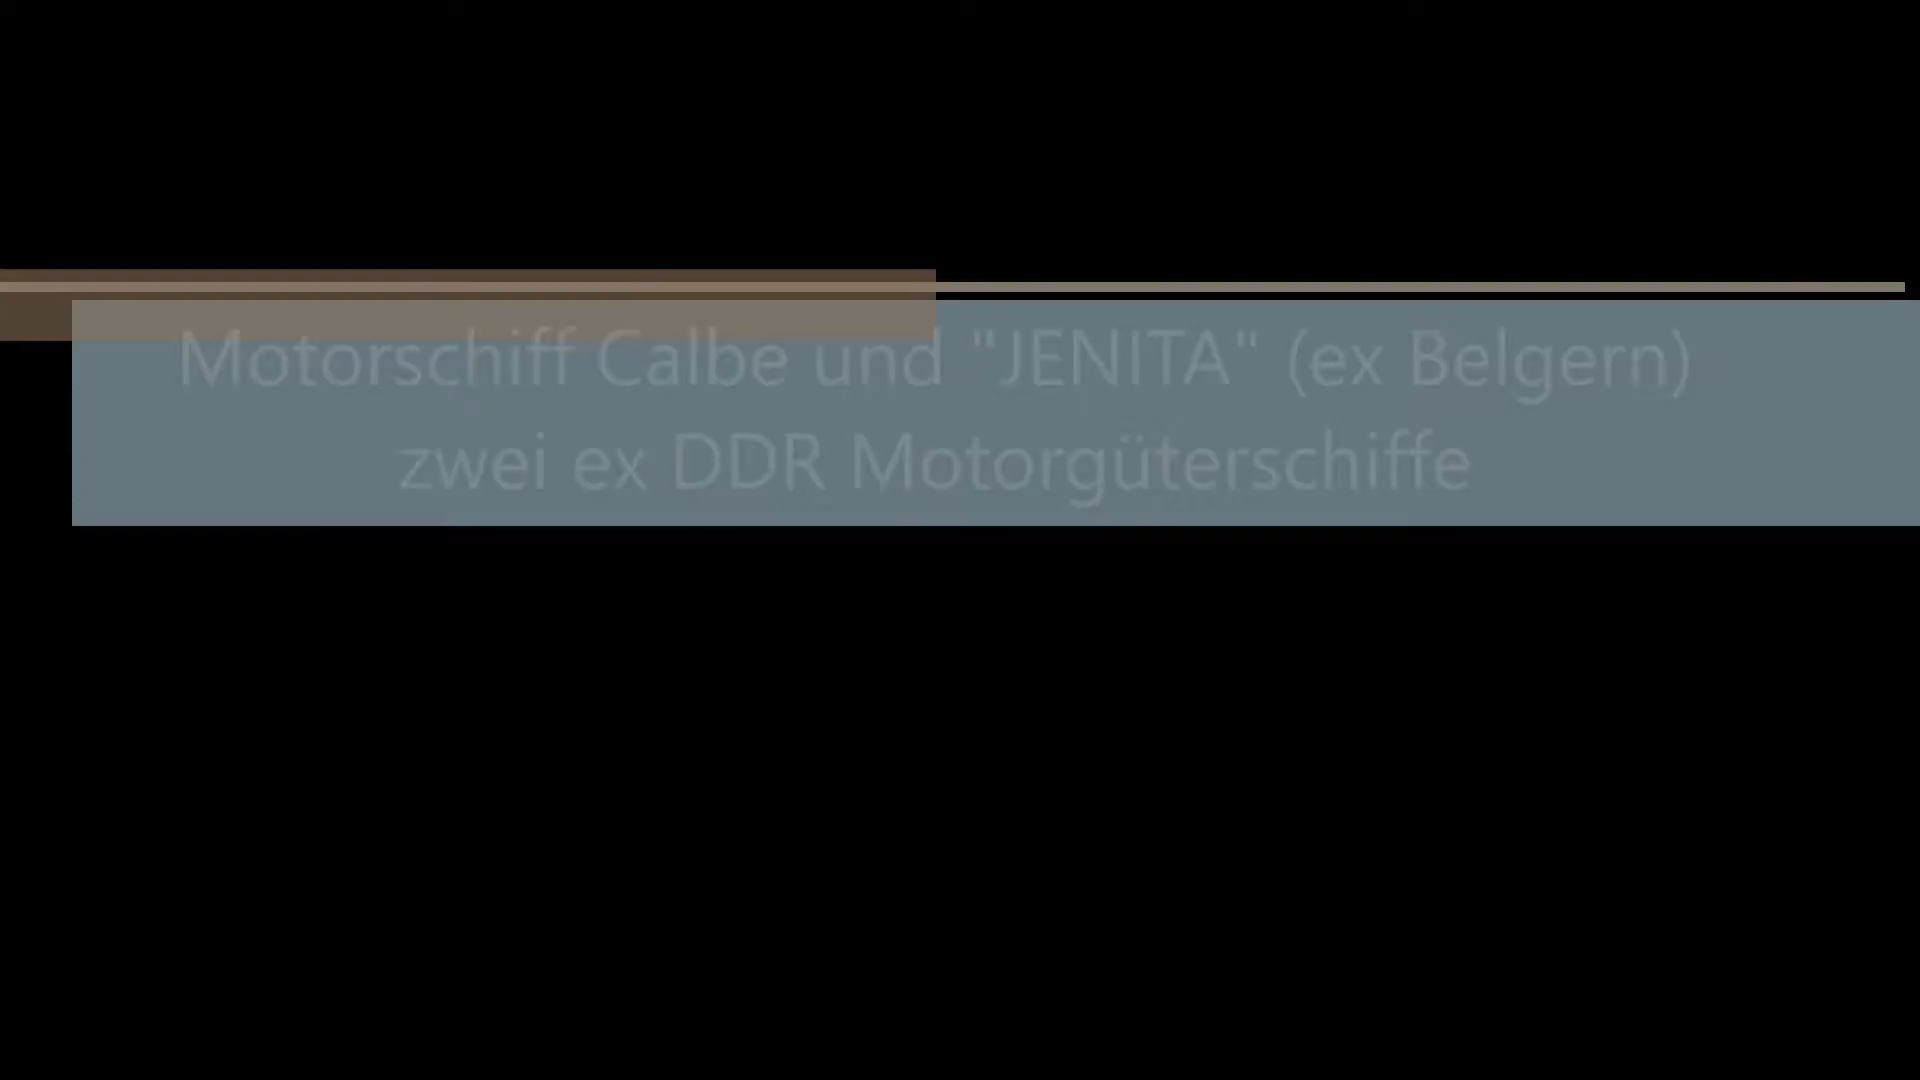 Motorschiff Calbe und "JENITA" (ex Belgern)
zwei ex DDR Motorgüterschiffe